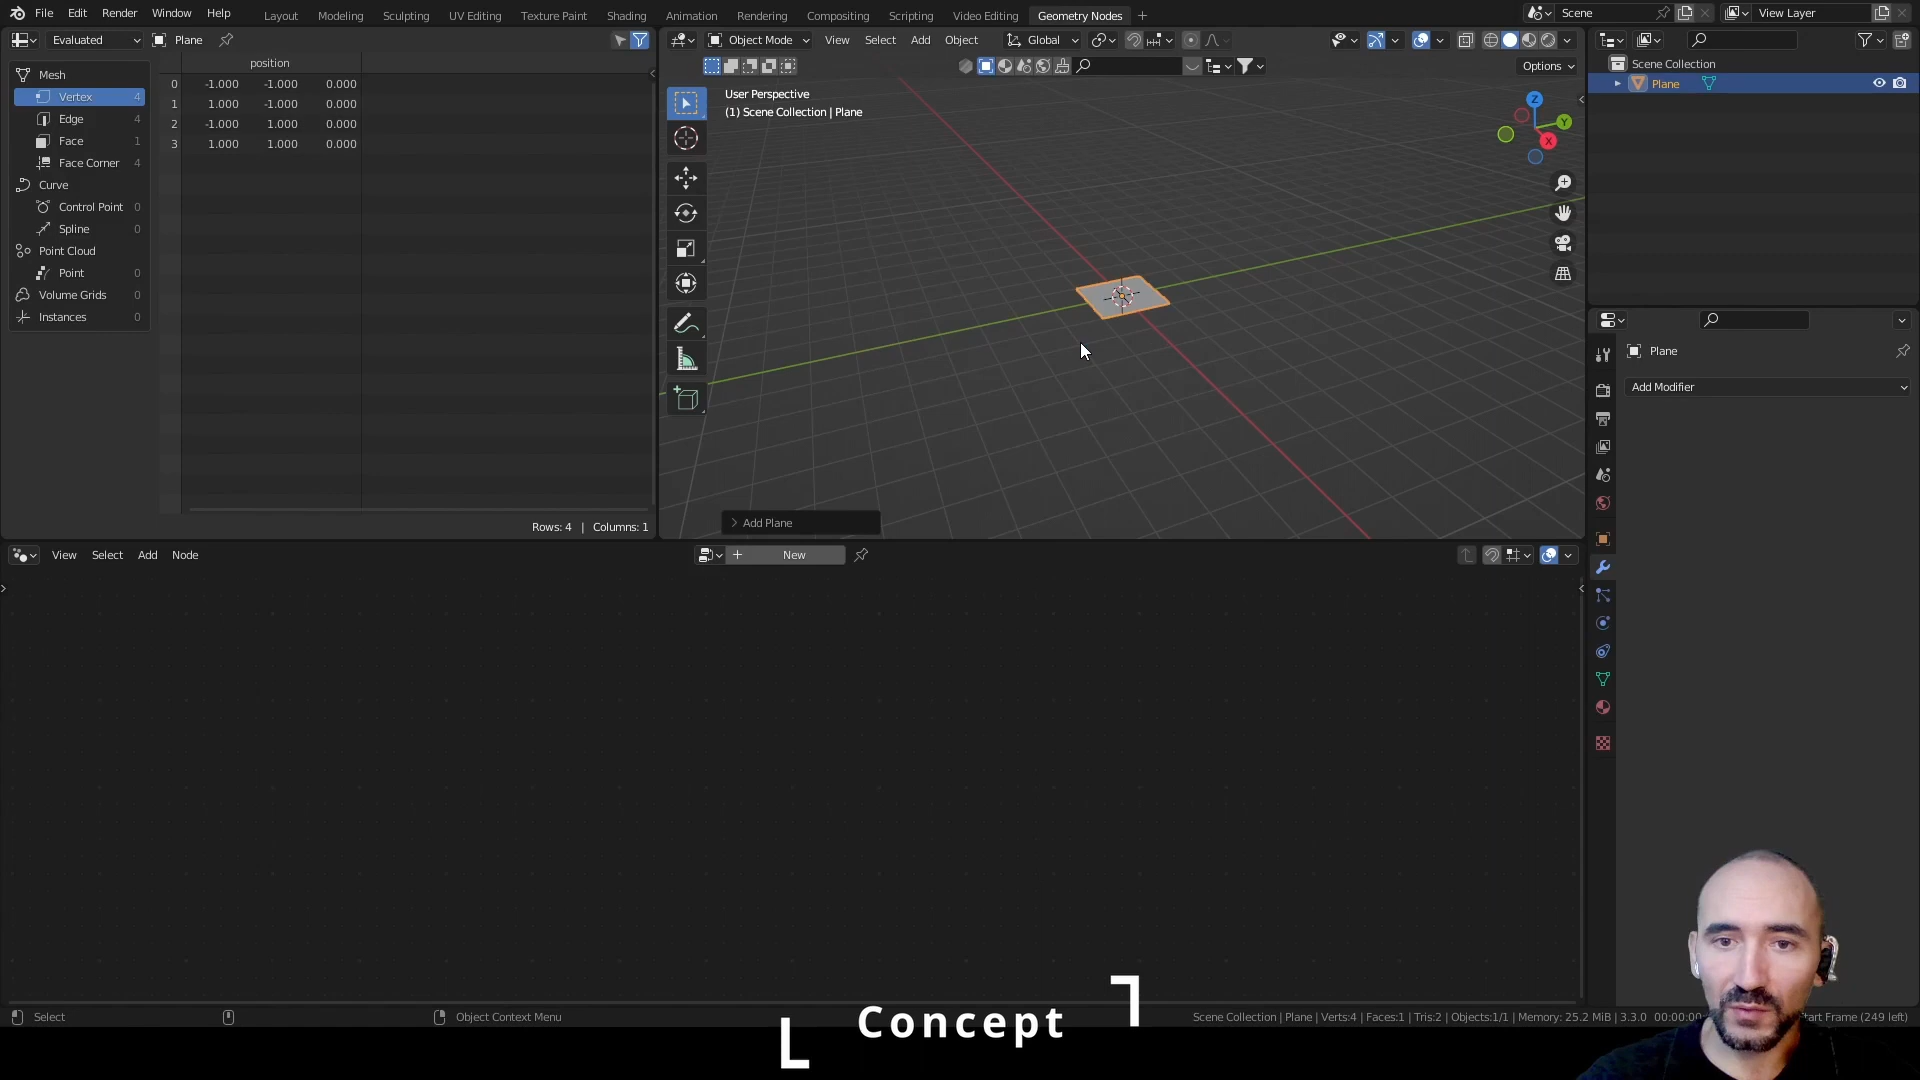 File Edit Render Window Help Layout Modeling Sculpting UV Editing Texture Paint Shading Animation Rendering Compositing Scripting Video Editing Geometry Nodes + Scene View Layer
Evaluated Plane
Object Mode View Select Add Object Global
Options
position
Mesh
Vertex 4
Edge 4
Face 1
Face Corner 4
Curve
Control Point 0
Spline 0
Point Cloud
Point 0
Volume Grids 0
Instances 0
0 -1.000 -1.000 0.000
1 1.000 -1.000 0.000
2 -1.000 1.000 0.000
3 1.000 1.000 0.000
Rows: 4 | Columns: 1
User Perspective
(1) Scene Collection | Plane
Z
Y
X
Add Plane
Scene Collection
Plane
Plane
Add Modifier
View Select Add Node
New
Select
Object Context Menu
Scene Collection | Plane | Verts:4 | Faces:1 | Tris:2 | Objects:1/1 | Memory: 25.2 MiB | 3.3.0 00:00:00
tart Frame (249 left)
Concept